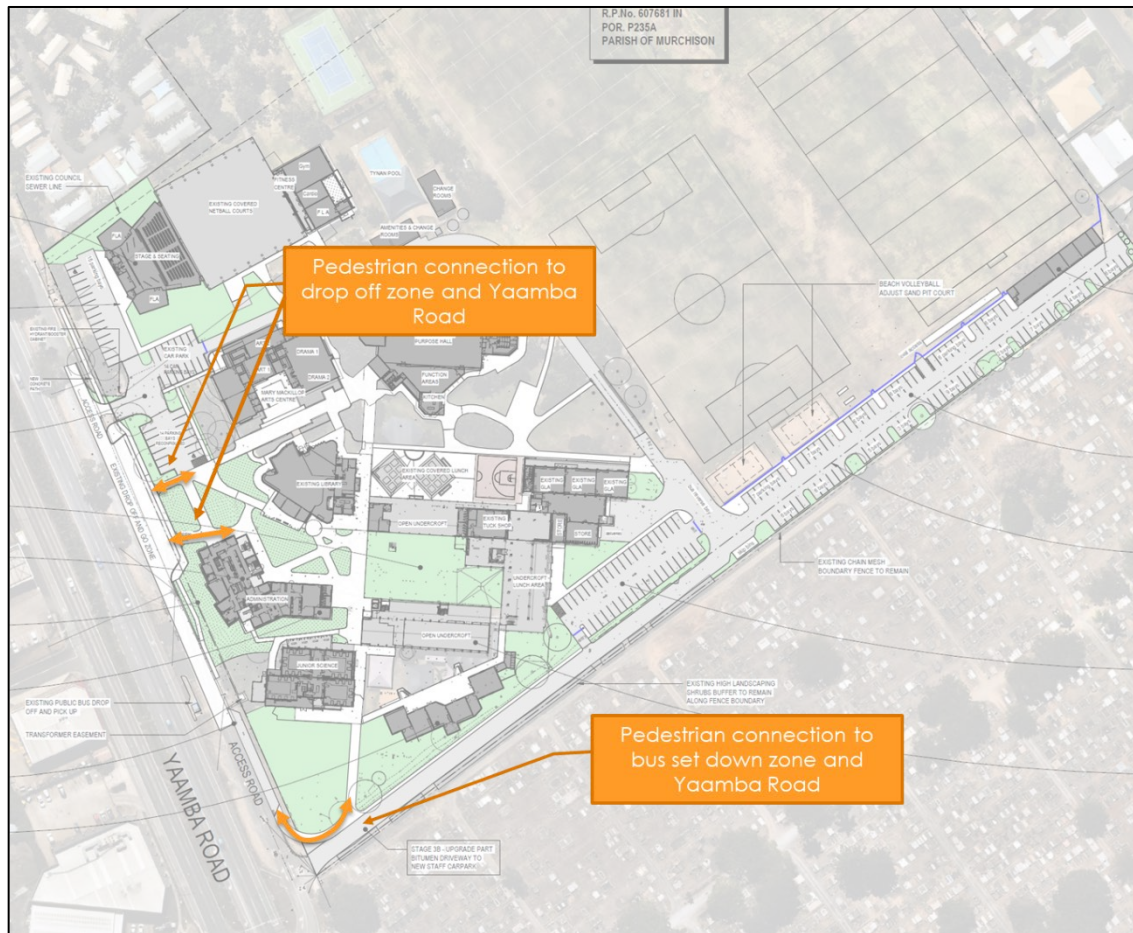 R.P.No. 607681 IN
POR. P235A
PARISH OF MURCHISON
EXISTING COUNCIL
SEWER LINE
EXISTING COVERED
NETBALL COURTS
FITNESS
CENTRE
TYNAN POOL
CHANGE
ROOMS
AMENITIES & CHANGE
ROOMS
STAGE & SEATING
Pedestrian connection to
drop off zone and Yaamba
Road
BEACH VOLLEYBALL
ADJUST SAND PIT COURT
EXISTING
CAR PARK
DRAMA 1
DRAMA 2
MARY MACKILLOP
ARTS CENTRE
PURPOSE HALL
FUNCTION
AREAS
KITCHEN
ACCESS ROAD
EXISTING DROP OFF AND GO ZONE
EXISTING LIBRARY
EXISTING COVERED LUNCH
AREA
EXISTING
GLA
EXISTING
GLA
EXISTING
GLA
OPEN UNDERCROFT
EXISTING
TUCK SHOP
STORE
UNDERCROFT
LUNCH AREA
EXISTING CHAIN MESH
BOUNDARY FENCE TO REMAIN
ADMINISTRATION
OPEN UNDERCROFT
JUNIOR SCIENCE
EXISTING HIGH LANDSCAPING
SHRUBS BUFFER TO REMAIN
ALONG FENCE BOUNDARY
EXISTING PUBLIC BUS DROP
OFF AND PICK UP
TRANSFORMER EASEMENT
ACCESS ROAD
YAAMBA ROAD
Pedestrian connection to
bus set down zone and
Yaamba Road
STAGE 3B - UPGRADE PART
BITUMEN DRIVEWAY TO
NEW STAFF CARPARK